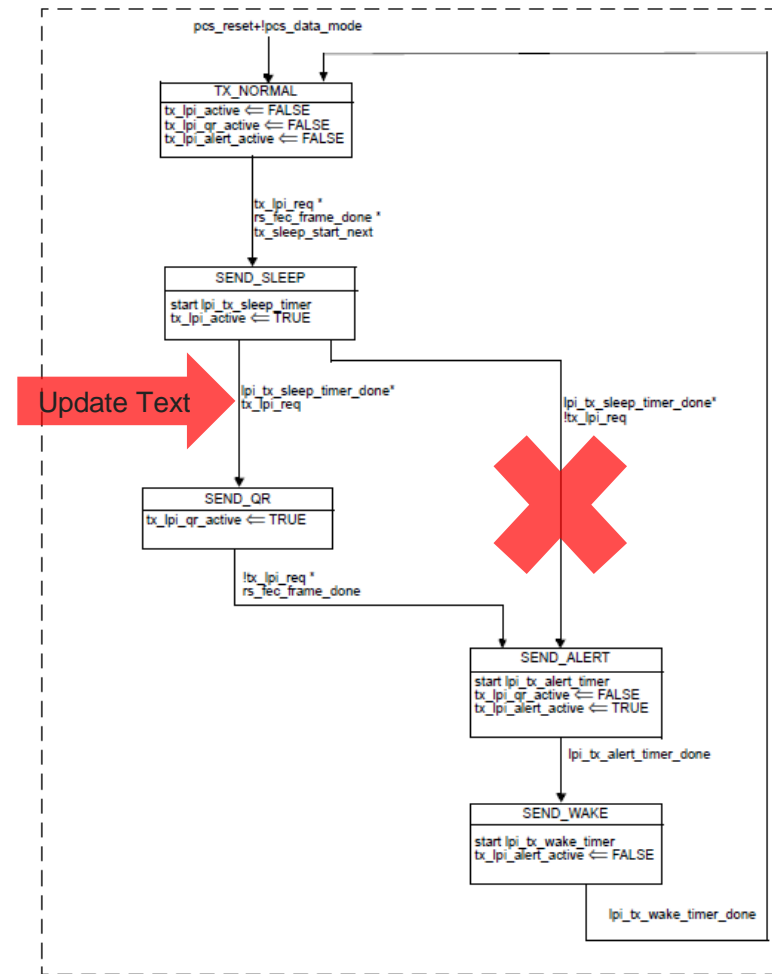 pcs_reset+!pcs_data_mode
TX_NORMAL
tx_lpi_active ⇐ FALSE
tx_lpi_qr_active ⇐ FALSE
tx_lpi_alert_active ⇐ FALSE
tx_lpi_req *
rs_fec_frame_done *
tx_sleep_start_next
SEND_SLEEP
start lpi_tx_sleep_timer
tx_lpi_active ⇐ TRUE
Update Text
lpi_tx_sleep_timer_done*
tx_lpi_req
lpi_tx_sleep_timer_done*
!tx_lpi_req
SEND_QR
tx_lpi_qr_active ⇐ TRUE
!tx_lpi_req *
rs_fec_frame_done
SEND_ALERT
start lpi_tx_alert_timer
tx_lpi_qr_active ⇐ FALSE
tx_lpi_alert_active ⇐ TRUE
lpi_tx_alert_timer_done
SEND_WAKE
start lpi_tx_wake_timer
tx_lpi_alert_active ⇐ FALSE
lpi_tx_wake_timer_done